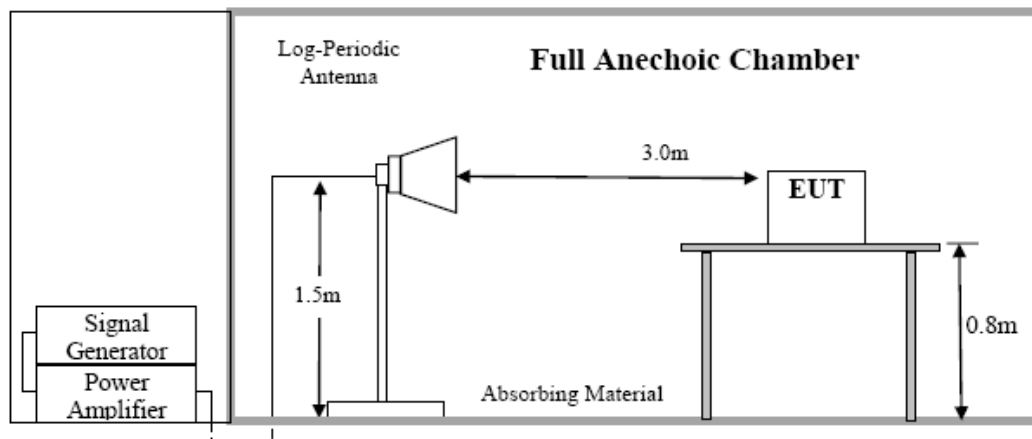 Log-Periodic
Antenna
Full Anechoic Chamber
3.0m
EUT
1.5m
0.8m
Signal
Generator
Power
Amplifier
Absorbing Material